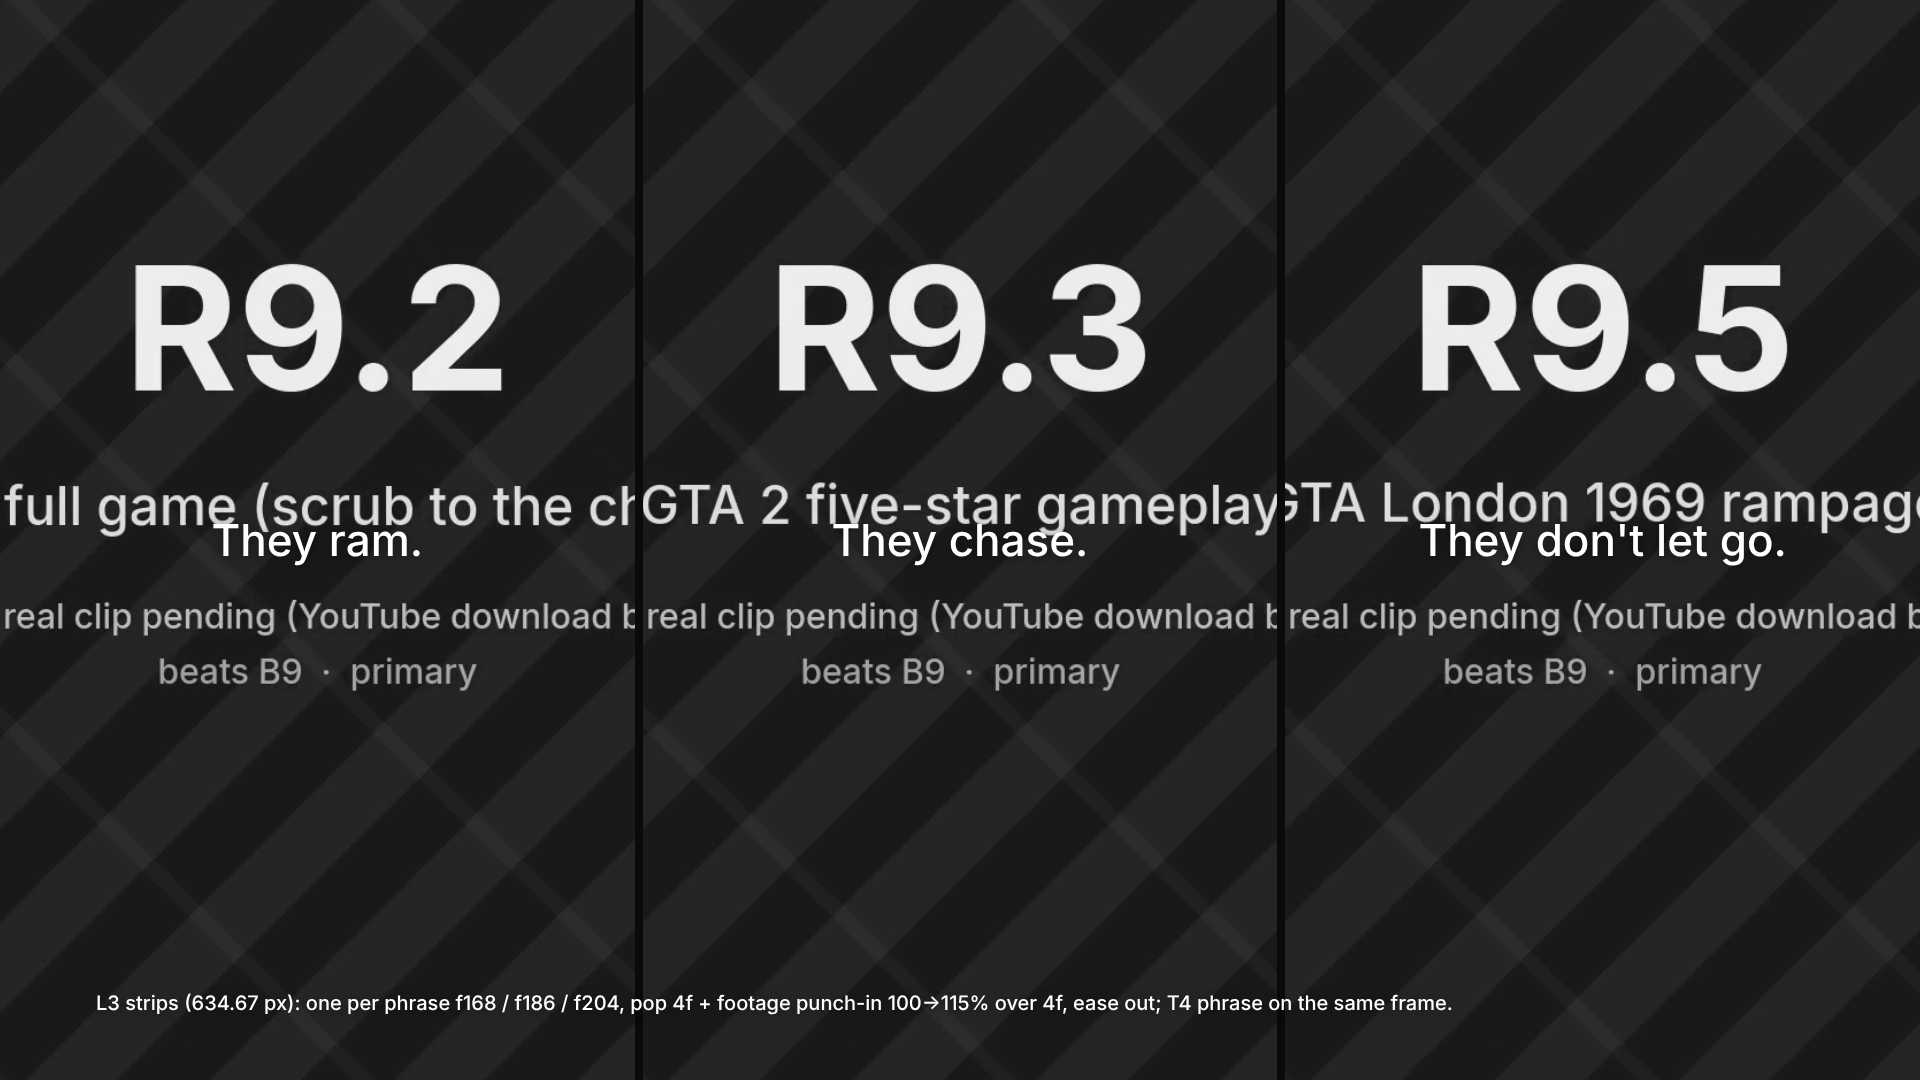 R9.2
full game (scrub to the ch
They ram.
real clip pending (YouTube download b
beats B9 · primary
R9.3
GTA 2 five-star gameplay
They chase.
real clip pending (YouTube download b
beats B9 · primary
R9.5
GTA London 1969 rampage
They don't let go.
real clip pending (YouTube download b
beats B9 · primary
L3 strips (634.67 px): one per phrase f168 / f186 / f204, pop 4f + footage punch-in 100→115% over 4f, ease out; T4 phrase on the same frame.